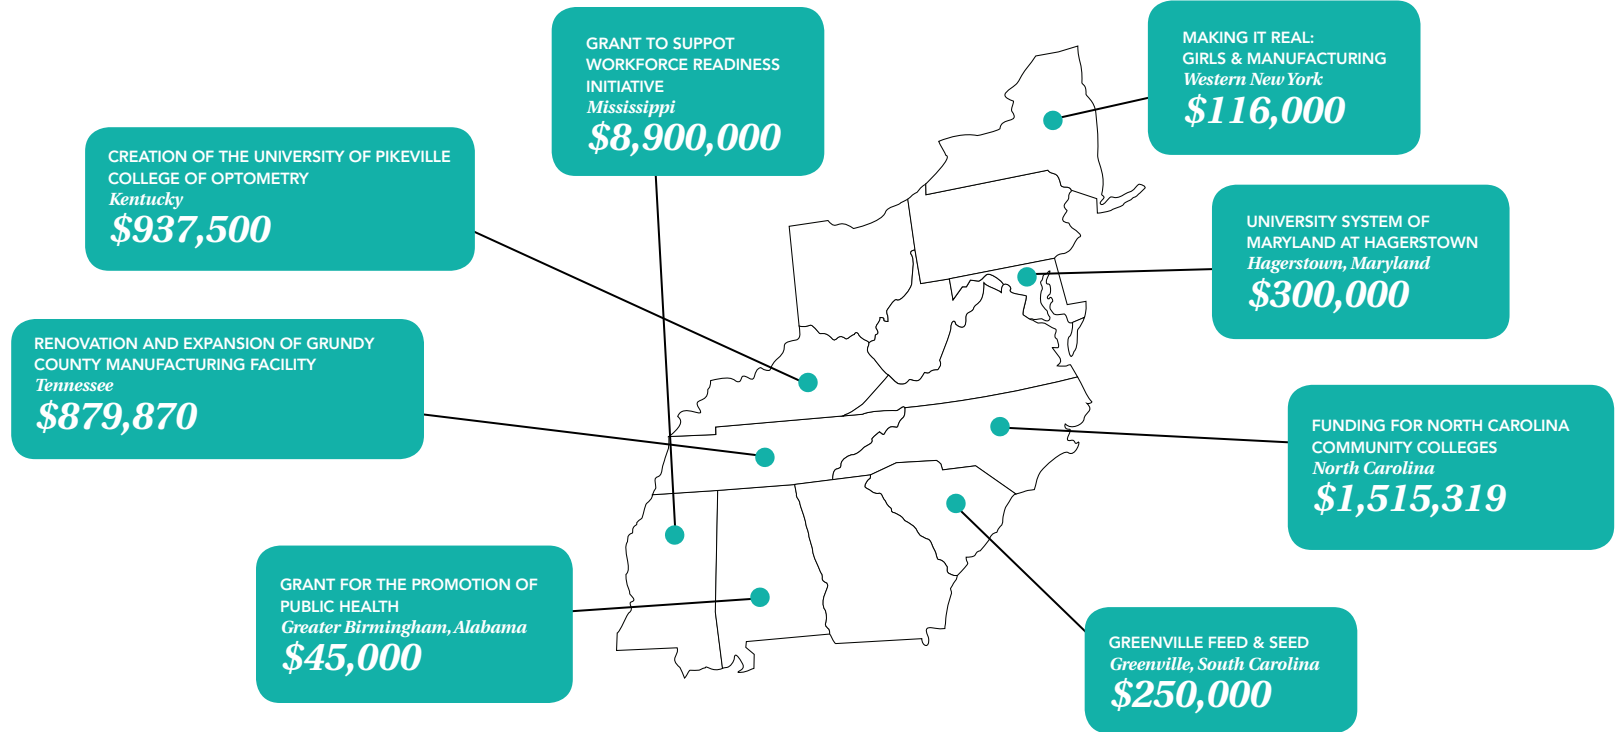 GRANT TO SUPPOT
WORKFORCE READINESS
INITIATIVE
Mississippi
$8,900,000
MAKING IT REAL:
GIRLS & MANUFACTURING
Western New York
$116,000
CREATION OF THE UNIVERSITY OF PIKEVILLE
COLLEGE OF OPTOMETRY
Kentucky
$937,500
UNIVERSITY SYSTEM OF
MARYLAND AT HAGERSTOWN
Hagerstown, Maryland
$300,000
RENOVATION AND EXPANSION OF GRUNDY
COUNTY MANUFACTURING FACILITY
Tennessee
$879,870
FUNDING FOR NORTH CAROLINA
COMMUNITY COLLEGES
North Carolina
$1,515,319
GRANT FOR THE PROMOTION OF
PUBLIC HEALTH
Greater Birmingham, Alabama
$45,000
GREENVILLE FEED & SEED
Greenville, South Carolina
$250,000